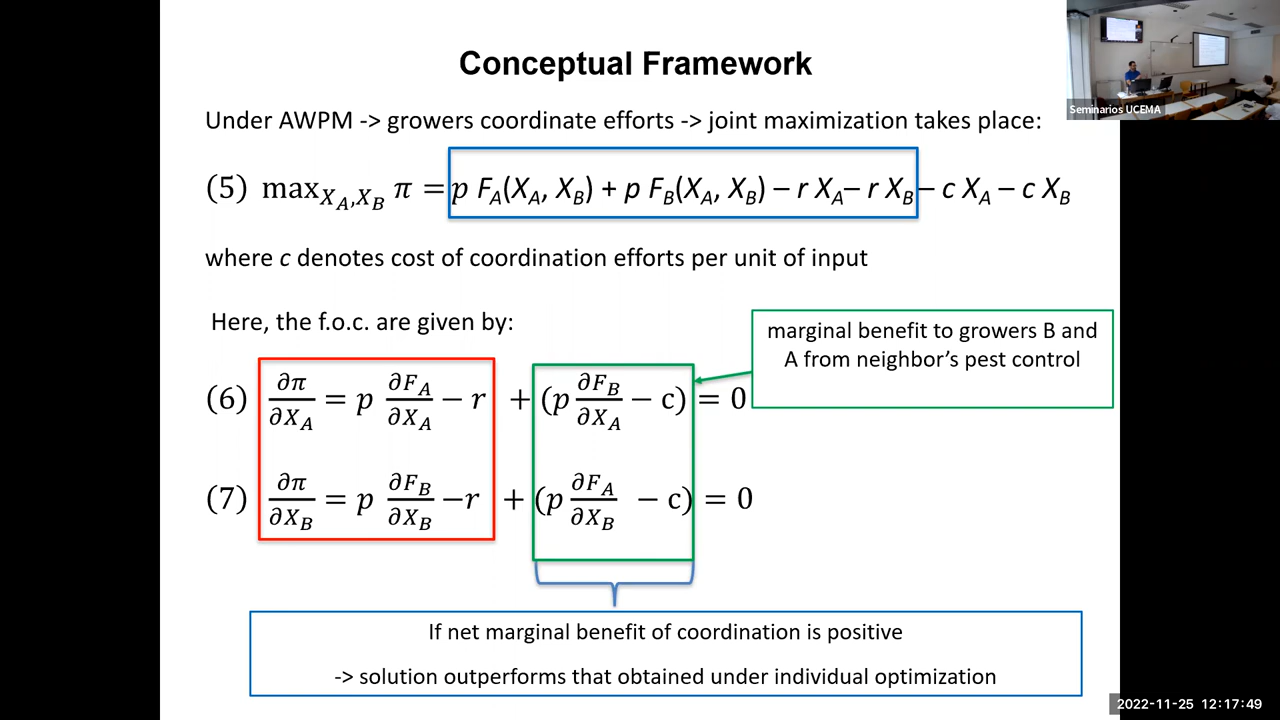 Conceptual Framework
Seminarios UCEMA
Under AWPM -> growers coordinate efforts -> joint maximization takes place:
(5) max_{X_A,X_B} π = p F_A(X_A, X_B) + p F_B(X_A, X_B) – r X_A– r X_B – c X_A – c X_B
where c denotes cost of coordination efforts per unit of input
Here, the f.o.c. are given by:
marginal benefit to growers B and
A from neighbor's pest control
(6) ∂π/∂X_A = p ∂F_A/∂X_A − r + (p ∂F_B/∂X_A − c) = 0
(7) ∂π/∂X_B = p ∂F_B/∂X_B −r + (p ∂F_A/∂X_B − c) = 0
If net marginal benefit of coordination is positive
-> solution outperforms that obtained under individual optimization
2022-11-25 12:17:49